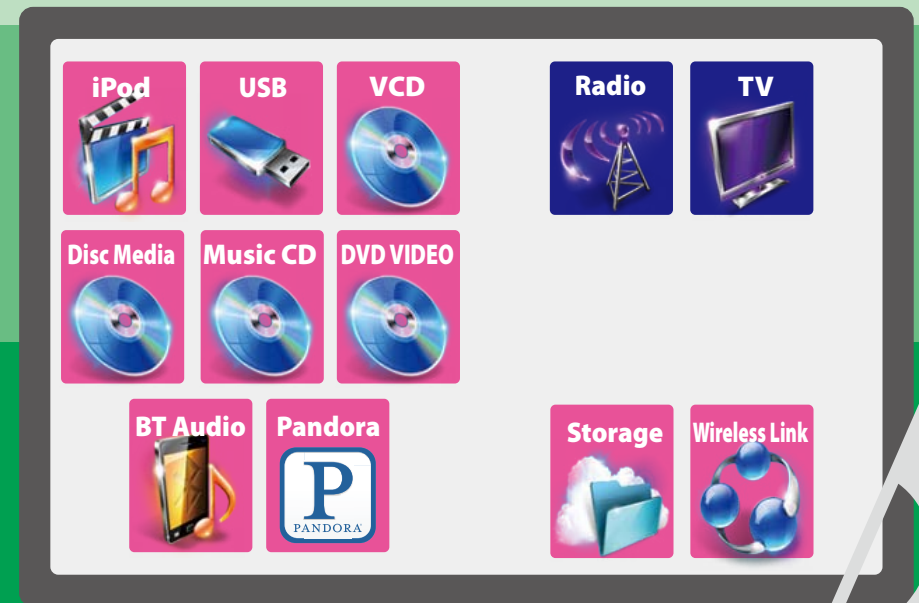 iPod
USB
VCD
Radio
TV
Disc Media
Music CD
DVD VIDEO
BT Audio
Pandora
P
PANDORA
Storage
Wireless Link